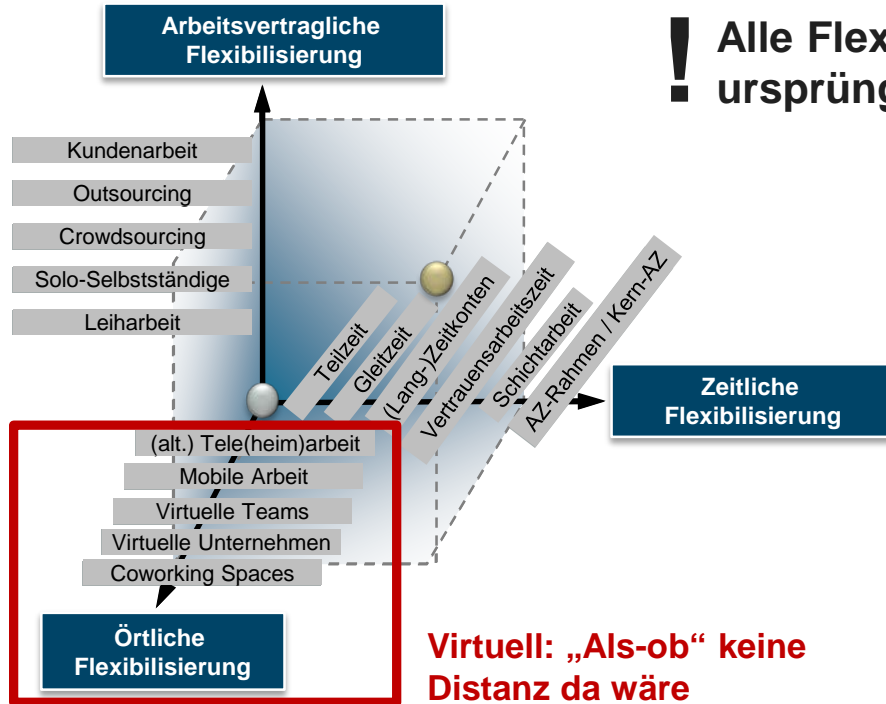 Arbeitsvertragliche
Flexibilisierung
! Alle Flex
ursprüng
Kundenarbeit
Outsourcing
Crowdsourcing
Solo-Selbstständige
Leiharbeit
Teilzeit
Gleitzeit
(Lang-)Zeitkonten
Vertrauensarbeitszeit
Schichtarbeit
AZ-Rahmen / Kern-AZ
Zeitliche
Flexibilisierung
(alt.) Tele(heim)arbeit
Mobile Arbeit
Virtuelle Teams
Virtuelle Unternehmen
Coworking Spaces
Örtliche
Flexibilisierung
Virtuell: „Als-ob“ keine
Distanz da wäre